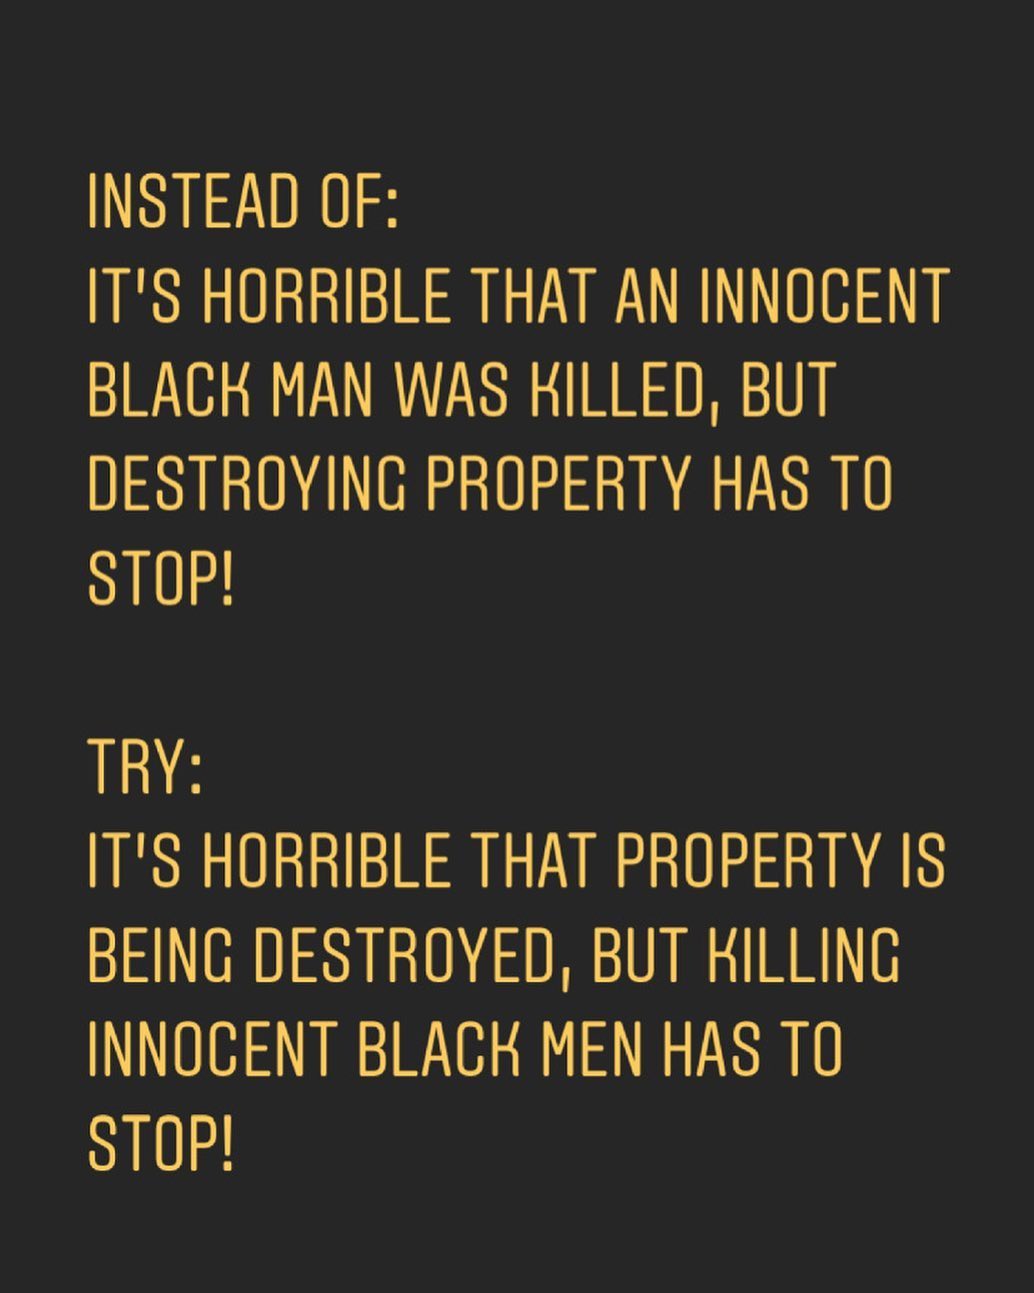 INSTEAD OF:
IT'S HORRIBLE THAT AN INNOCENT
BLACK MAN WAS KILLED, BUT
DESTROYING PROPERTY HAS TO
STOP!
TRY:
IT'S HORRIBLE THAT PROPERTY IS
BEING DESTROYED, BUT KILLING
INNOCENT BLACK MEN HAS TO
STOP!